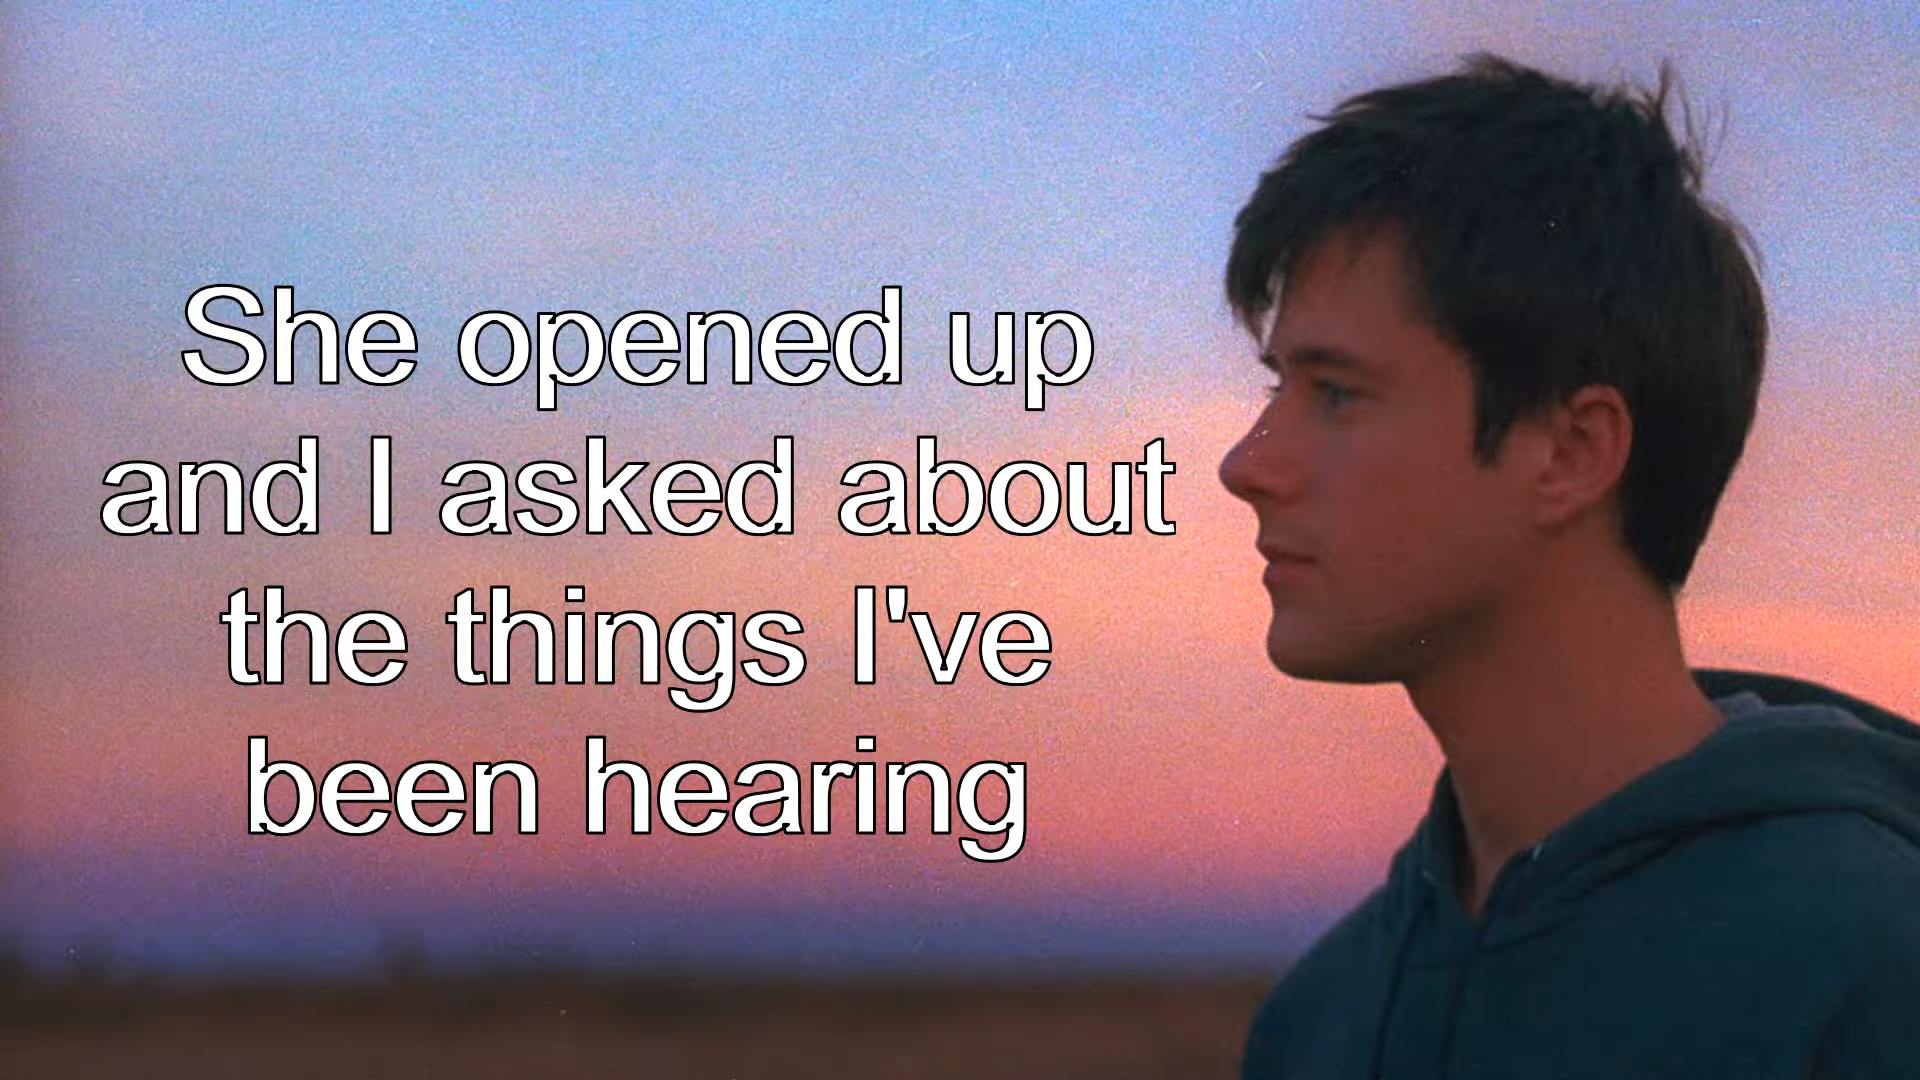 She opened up
and I asked about
the things I've
been hearing